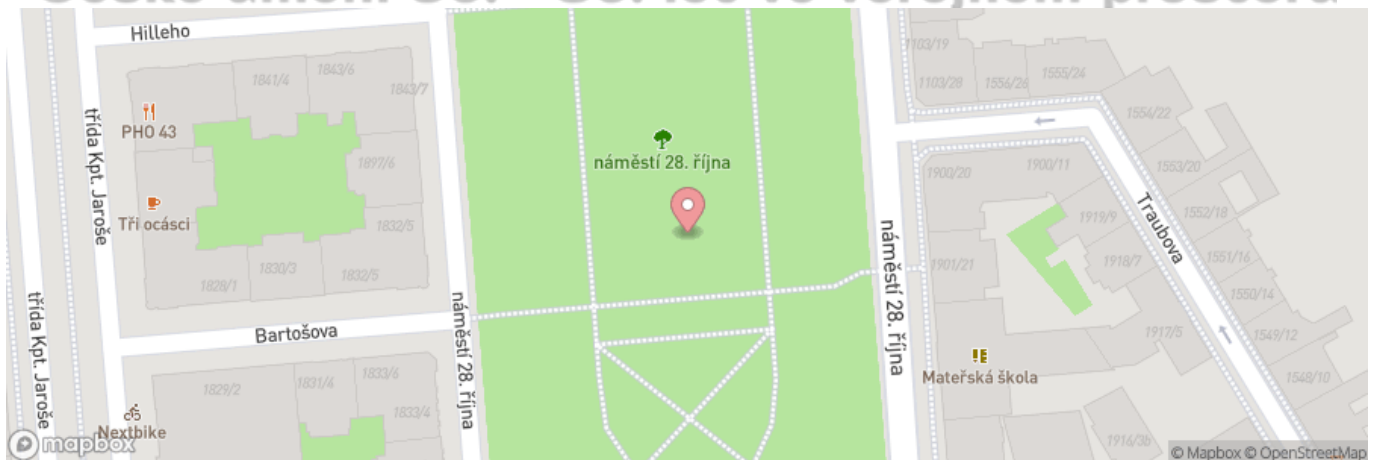 Hilleho
1103/19
1841/4
1843/6
1843/7
1103/28
1556/26
1555/24
1554/22
PHO 43
třída Kpt. Jaroše
náměstí 28. října
1897/6
1900/20
1900/11
1553/20
Tři ocásci
1832/5
1919/9
1552/18
Traubova
náměstí 28. října
1828/1
1830/3
1832/5
1901/21
1918/7
1551/16
1550/14
třída Kpt. Jaroše
Bartošova
náměstí 28. října
1917/5
1549/12
Mateřská škola
1829/2
1831/4
1833/6
1833/4
1548/10
Nextbike
1916/3b
mapbox
© Mapbox © OpenStreetMap